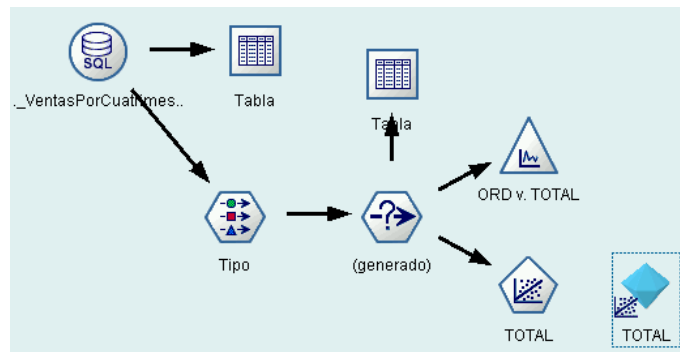 SQL
._VentasPorCuatrimes..
Tabla
Tabla
ORD v. TOTAL
Tipo
(generado)
TOTAL
TOTAL